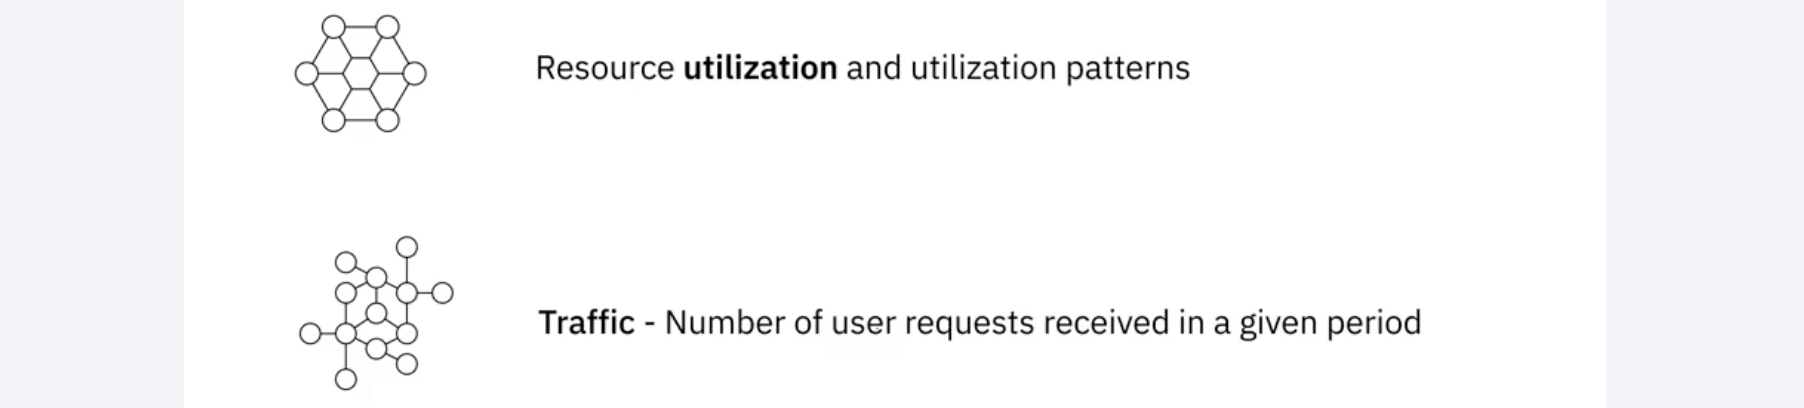 Resource utilization and utilization patterns
Traffic - Number of user requests received in a given period